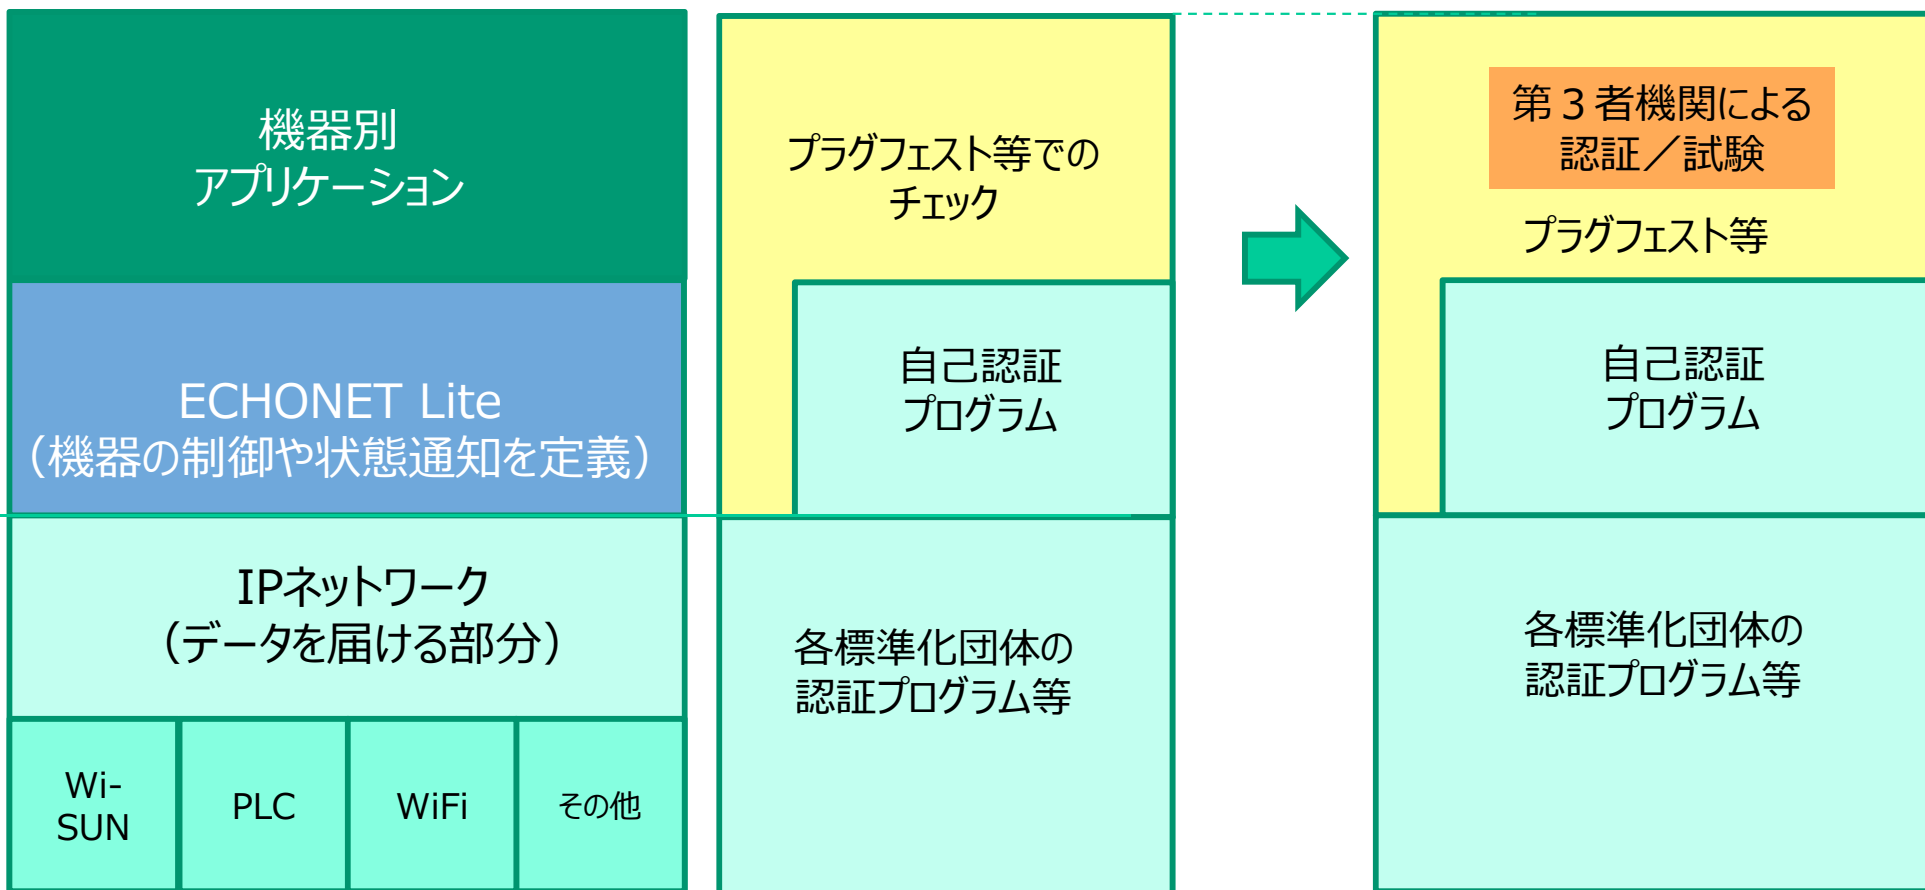 機器別
アプリケーション
ECHONET Lite
（機器の制御や状態通知を定義）
IPネットワーク
（データを届ける部分）
Wi-
SUN
PLC
WiFi
その他
プラグフェスト等での
チェック
自己認証
プログラム
各標準化団体の
認証プログラム等
第３者機関による
認証／試験
プラグフェスト等
自己認証
プログラム
各標準化団体の
認証プログラム等